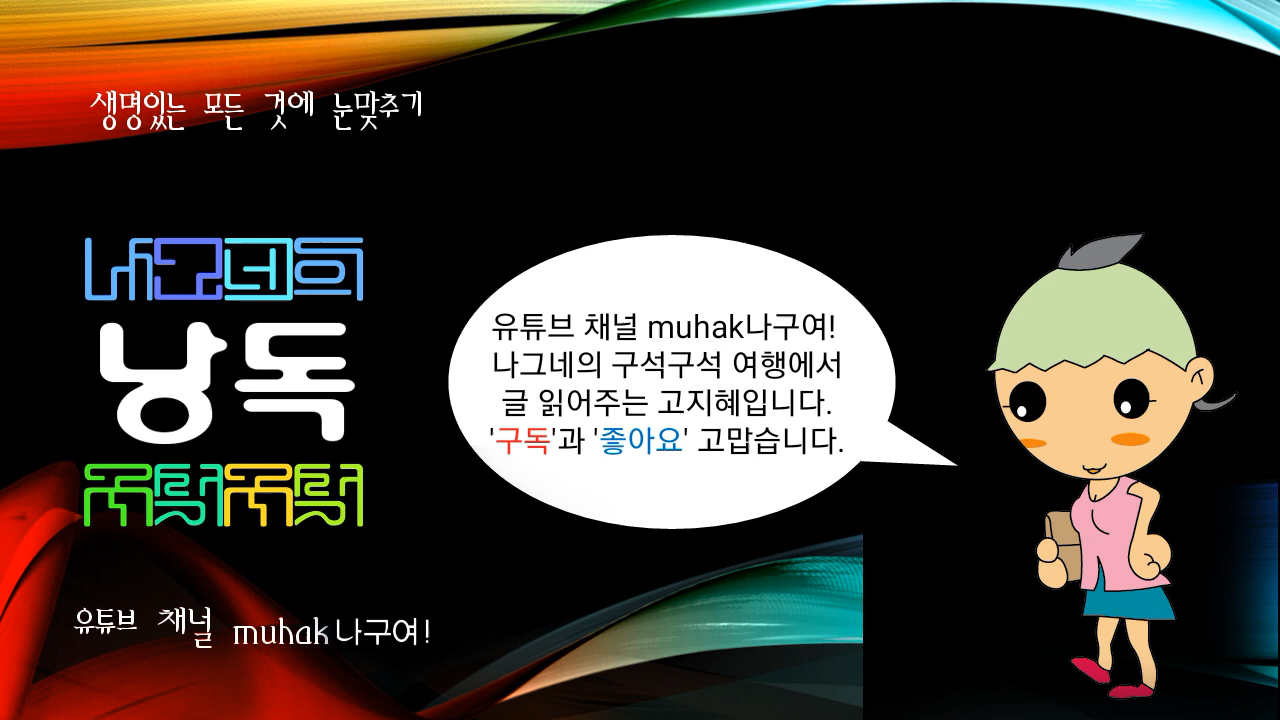 생명있는 모든 것에 눈맞추기
나그네의
낭독
구석구석
유튜브 채널 muhak나구여!
나그네의 구석구석 여행에서
글 읽어주는 고지혜입니다.
'구독'과 '좋아요' 고맙습니다.
유튜브 채널 muhak나구여!